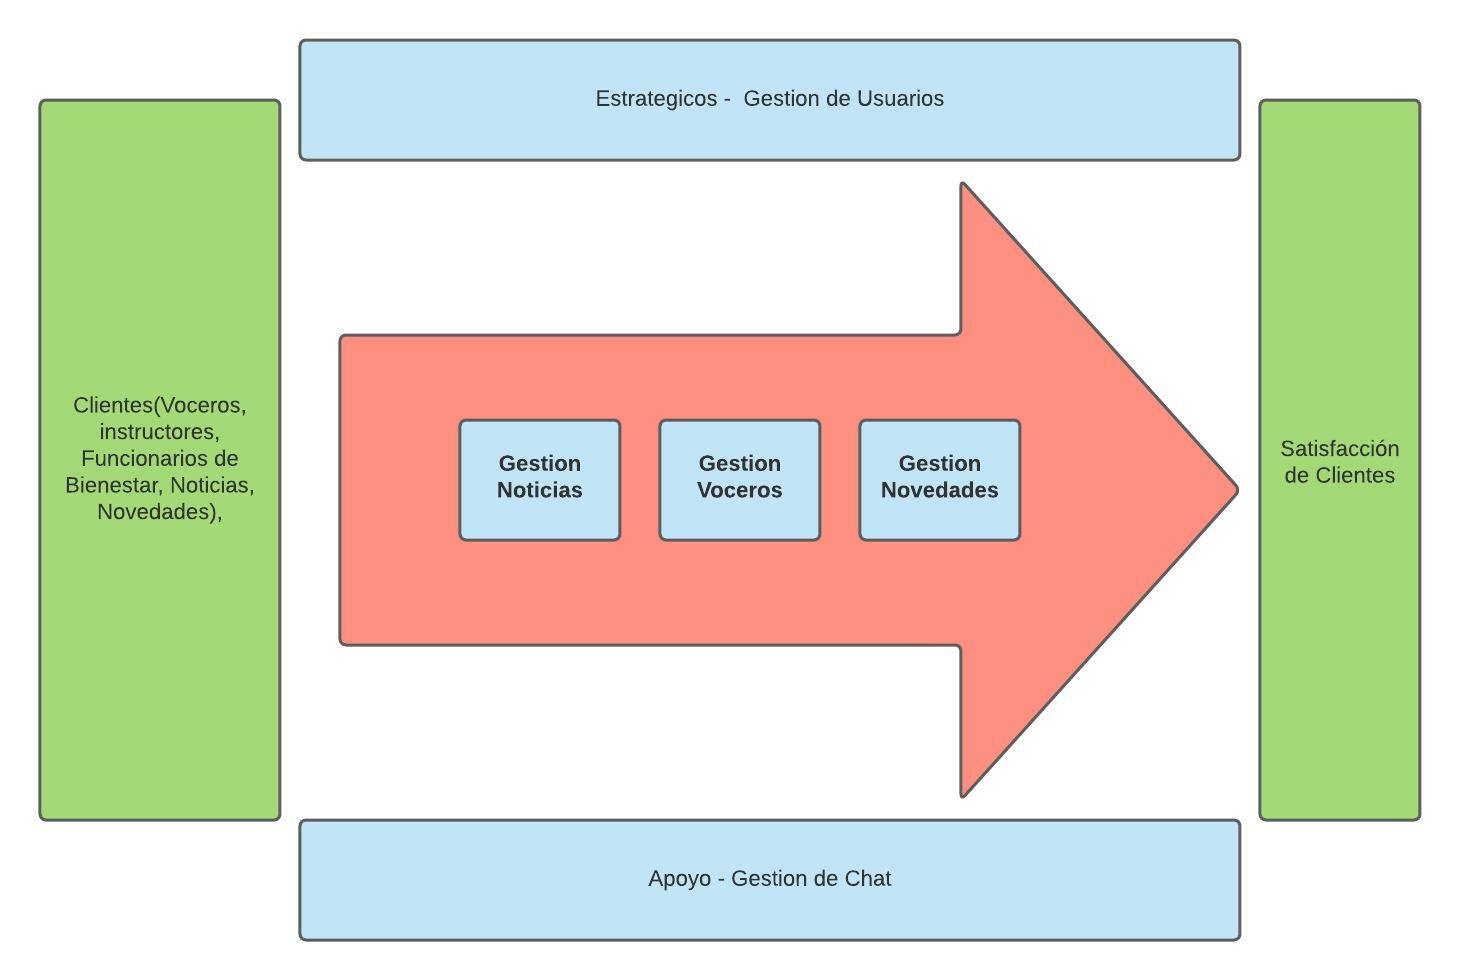 Estrategicos -  Gestion de Usuarios
Clientes(Voceros,
instructores,
Funcionarios de
Bienestar, Noticias,
Novedades),
Gestion
Noticias
Gestion
Voceros
Gestion
Novedades
Satisfacción
de Clientes
Apoyo - Gestion de Chat